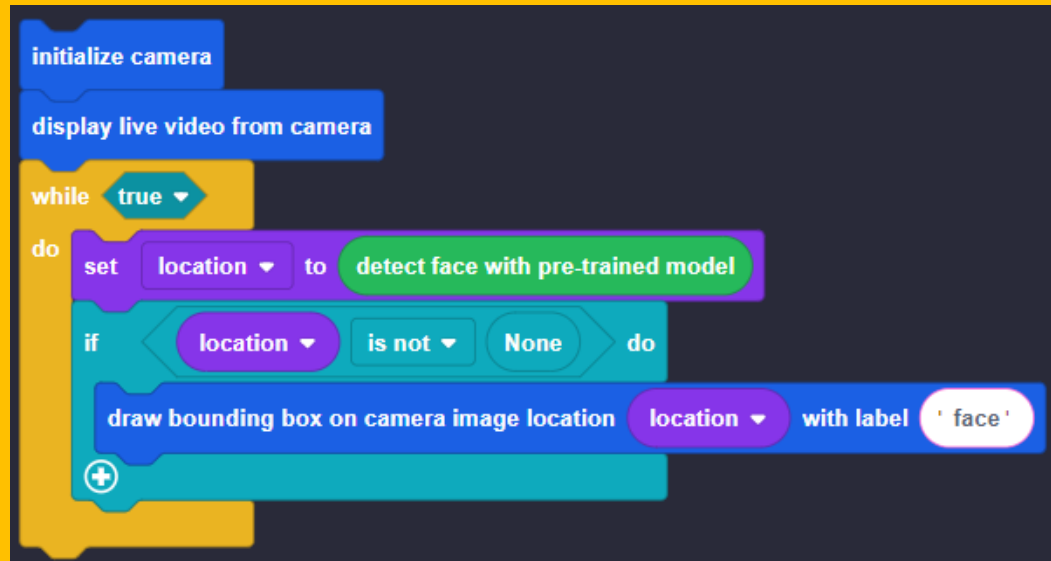 initialize camera
display live video from camera
while true
do
set location to detect face with pre-trained model
if location is not None do
draw bounding box on camera image location location with label ' face '